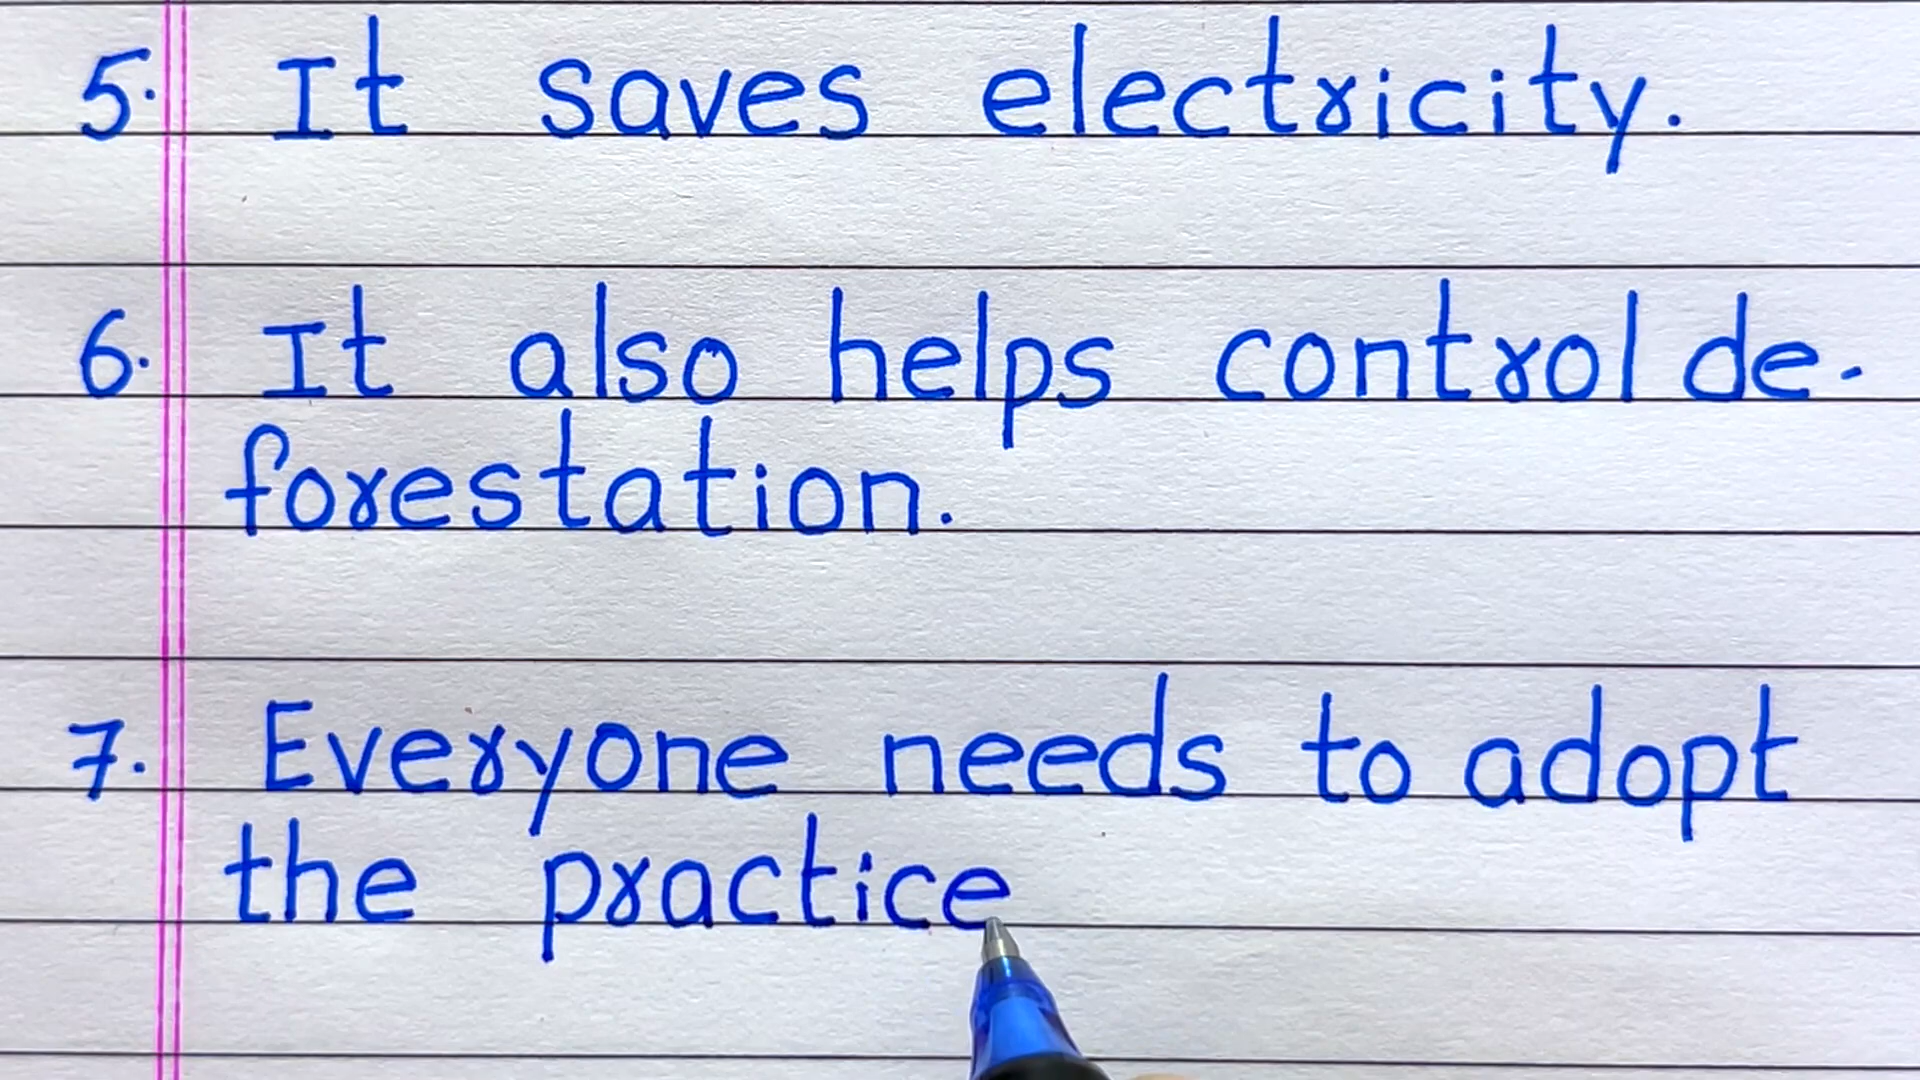 5. It saves electricity.
6. It also helps control de-
forestation.
7. Everyone needs to adopt
the practice